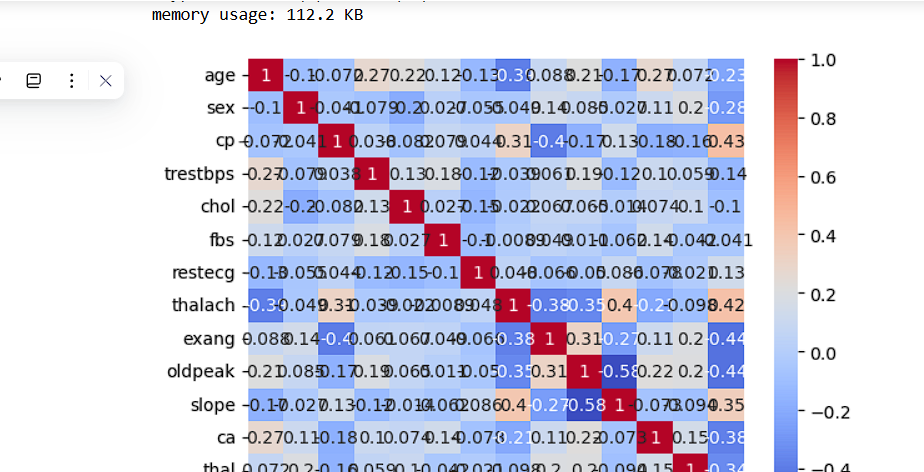 memory usage: 112.2 KB
age 1 -0.1 -0.072 0.27 0.22 0.12 -0.13 -0.39 0.088 0.21 -0.17 0.27 0.072 -0.23
sex -0.1 1 -0.041 -0.079 -0.2 0.027 -0.055 -0.049 0.14 0.085 -0.027 0.11 0.2 -0.28
cp -0.072 -0.041 1 0.038 -0.082 0.079 0.044 0.31 -0.4 -0.17 0.13 -0.18 -0.16 0.43
trestbps 0.27 -0.079 0.038 1 0.13 0.18 -0.12 -0.039 0.061 0.19 -0.12 0.1 0.059 -0.14
chol 0.22 -0.2 -0.082 0.13 1 0.027 -0.15 -0.022 0.067 0.065 -0.014 0.074 0.1 -0.1
fbs 0.12 0.027 0.079 0.18 0.027 1 -0.1 -0.0089 0.049 0.011 -0.062 0.14 -0.042 -0.041
restecg -0.13 -0.055 0.044 -0.12 -0.15 -0.1 1 0.048 -0.066 -0.05 0.086 -0.078 -0.021 0.13
thalach -0.39 -0.049 0.31 -0.039 -0.022 -0.0089 0.048 1 -0.38 -0.35 0.4 -0.21 -0.098 0.42
exang 0.088 0.14 -0.4 0.061 0.067 0.049 -0.066 -0.38 1 0.31 -0.27 0.11 0.2 -0.44
oldpeak 0.21 0.085 -0.17 0.19 0.065 0.011 -0.05 -0.35 0.31 1 -0.58 0.22 0.2 -0.44
slope -0.17 -0.027 0.13 -0.12 -0.014 -0.062 0.086 0.4 -0.27 -0.58 1 -0.073 -0.094 0.35
ca 0.27 0.11 -0.18 0.1 0.074 0.14 -0.078 -0.21 0.11 0.22 -0.073 1 0.15 -0.38
thal 0.072 0.2 -0.16 0.059 0.1 -0.042 -0.021 -0.098 0.2 0.2 -0.094 0.15 1 -0.34
1.0
0.8
0.6
0.4
0.2
0.0
−0.2
−0.4